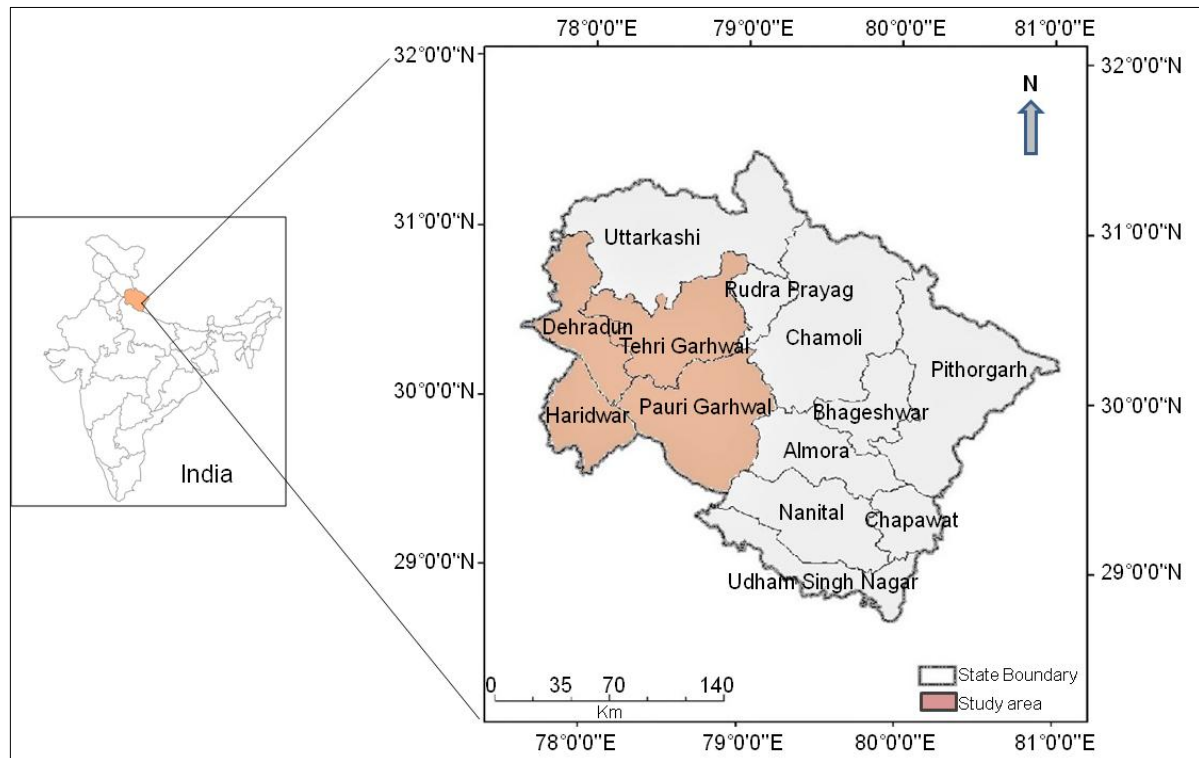 78°0'0"E 79°0'0"E 80°0'0"E 81°0'0"E
32°0'0"N
32°0'0"N
N
31°0'0"N
31°0'0"N
Uttarkashi
Rudra Prayag
Dehradun
Tehri Garhwal
Chamoli
Pithorgarh
30°0'0"N
30°0'0"N
Haridwar
Pauri Garhwal
Bhageshwar
Almora
India
Nanital
Chapawat
29°0'0"N
29°0'0"N
Udham Singh Nagar
State Boundary
Study area
0 35 70 140
Km
78°0'0"E 79°0'0"E 80°0'0"E 81°0'0"E